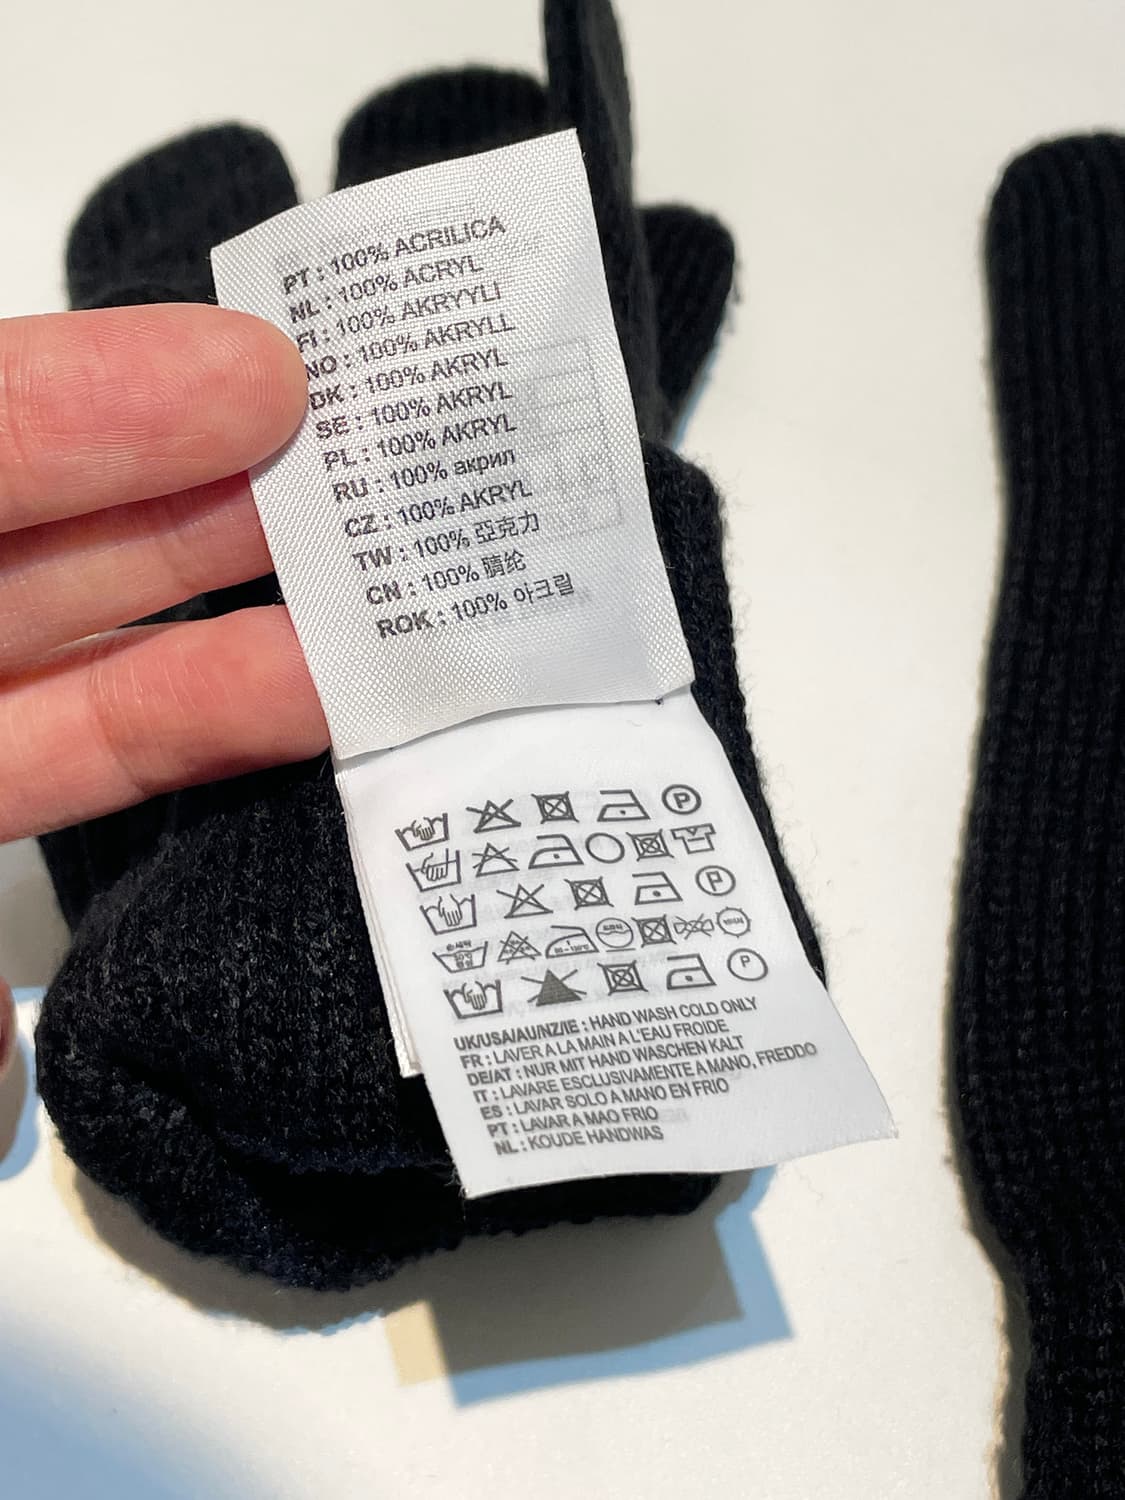 PT : 100% ACRILICA
NL : 100% ACRYL
FI : 100% AKRYYLI
NO : 100% AKRYLL
DK : 100% AKRYL
SE : 100% AKRYL
PL : 100% AKRYL
RU : 100% акрил
CZ : 100% AKRYL
TW : 100% 亞克力
CN : 100% 腈纶
ROK : 100% 아크릴
P
P
P
UK/USA/AU/NZ/IE : HAND WASH COLD ONLY
FR : LAVER A LA MAIN A L'EAU FROIDE
DE/AT : NUR MIT HAND WASCHEN KALT
IT : LAVARE ESCLUSIVAMENTE A MANO, FREDDO
ES : LAVAR SOLO A MANO EN FRIO
PT : LAVAR A MAO FRIO
NL : KOUDE HANDWAS